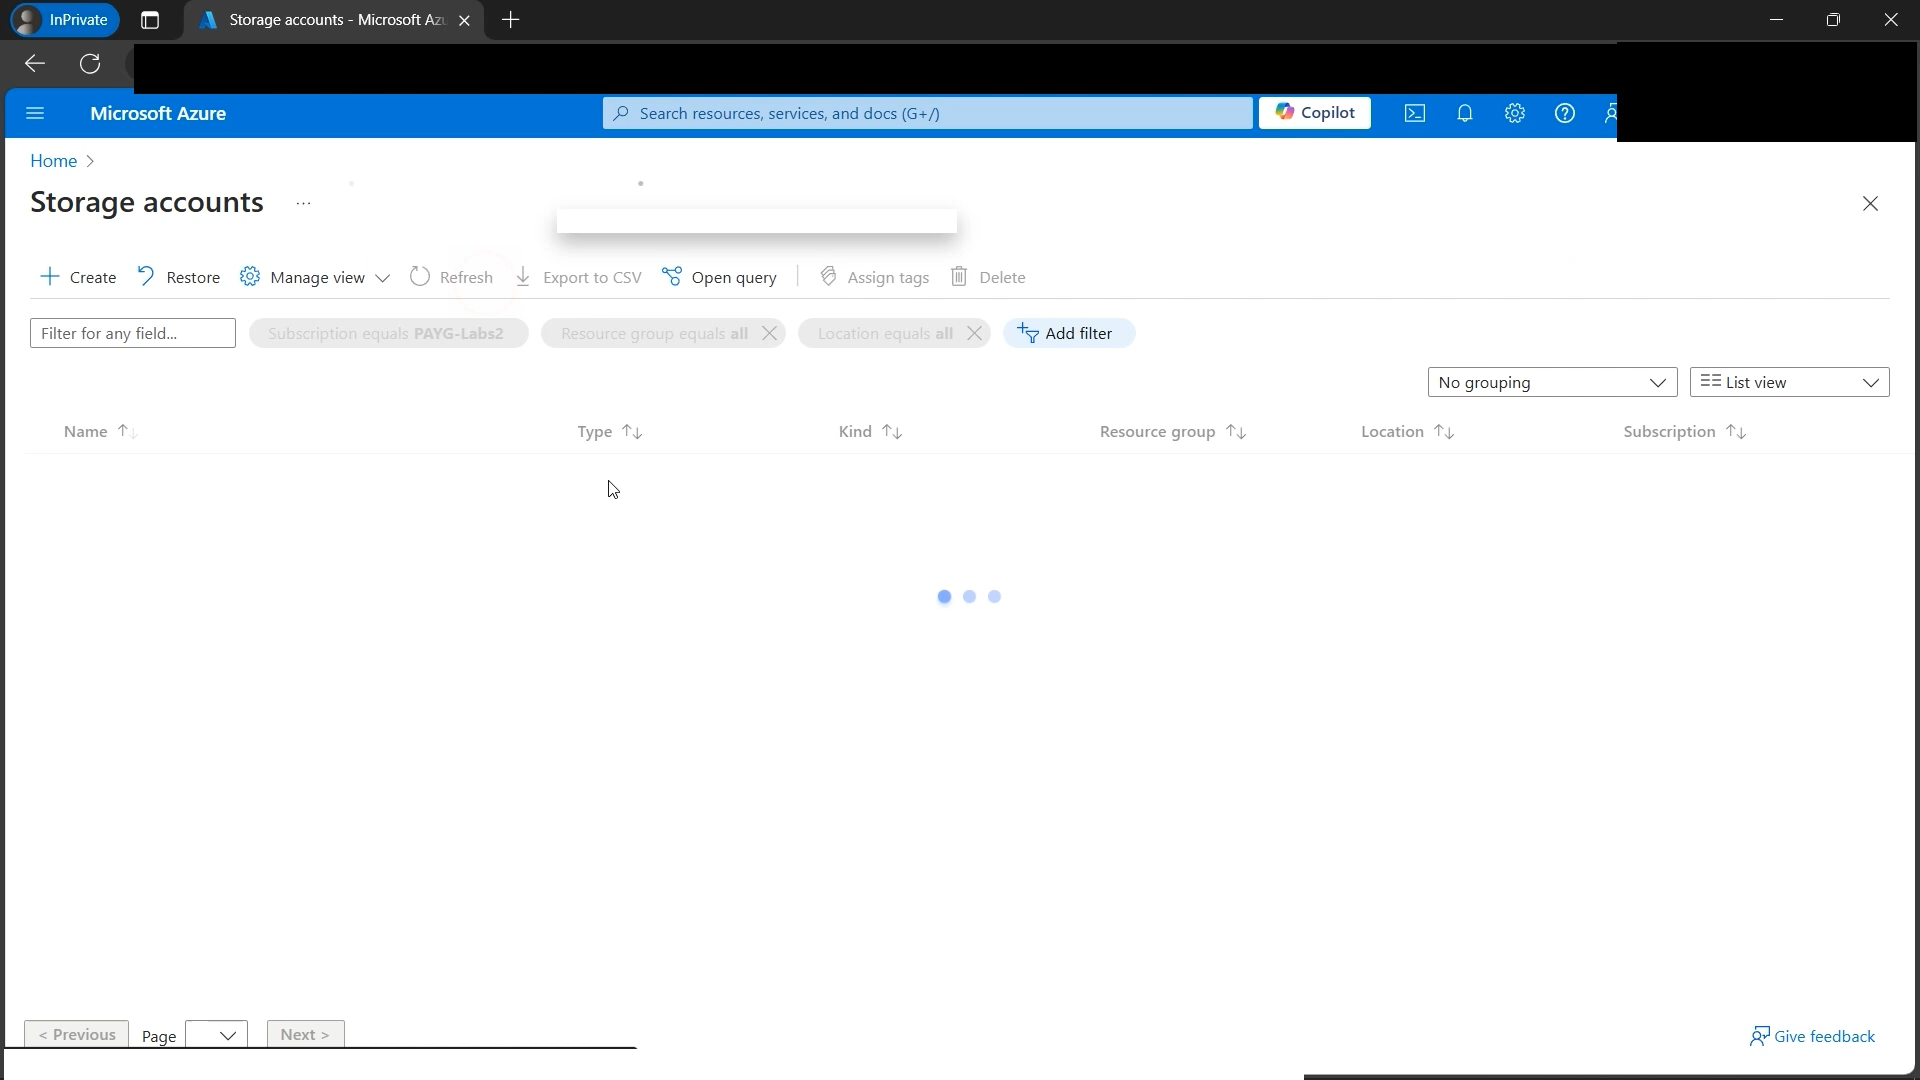 InPrivate
Storage accounts - Microsoft Azu
Microsoft Azure
Search resources, services, and docs (G+/)
Copilot
Home >
Storage accounts ...
Create
Restore
Manage view
Refresh
Export to CSV
Open query
Assign tags
Delete
Filter for any field...
Subscription equals PAYG-Labs2
Resource group equals all
Location equals all
Add filter
No grouping
List view
Name
Type
Kind
Resource group
Location
Subscription
< Previous
Page
Next >
Give feedback